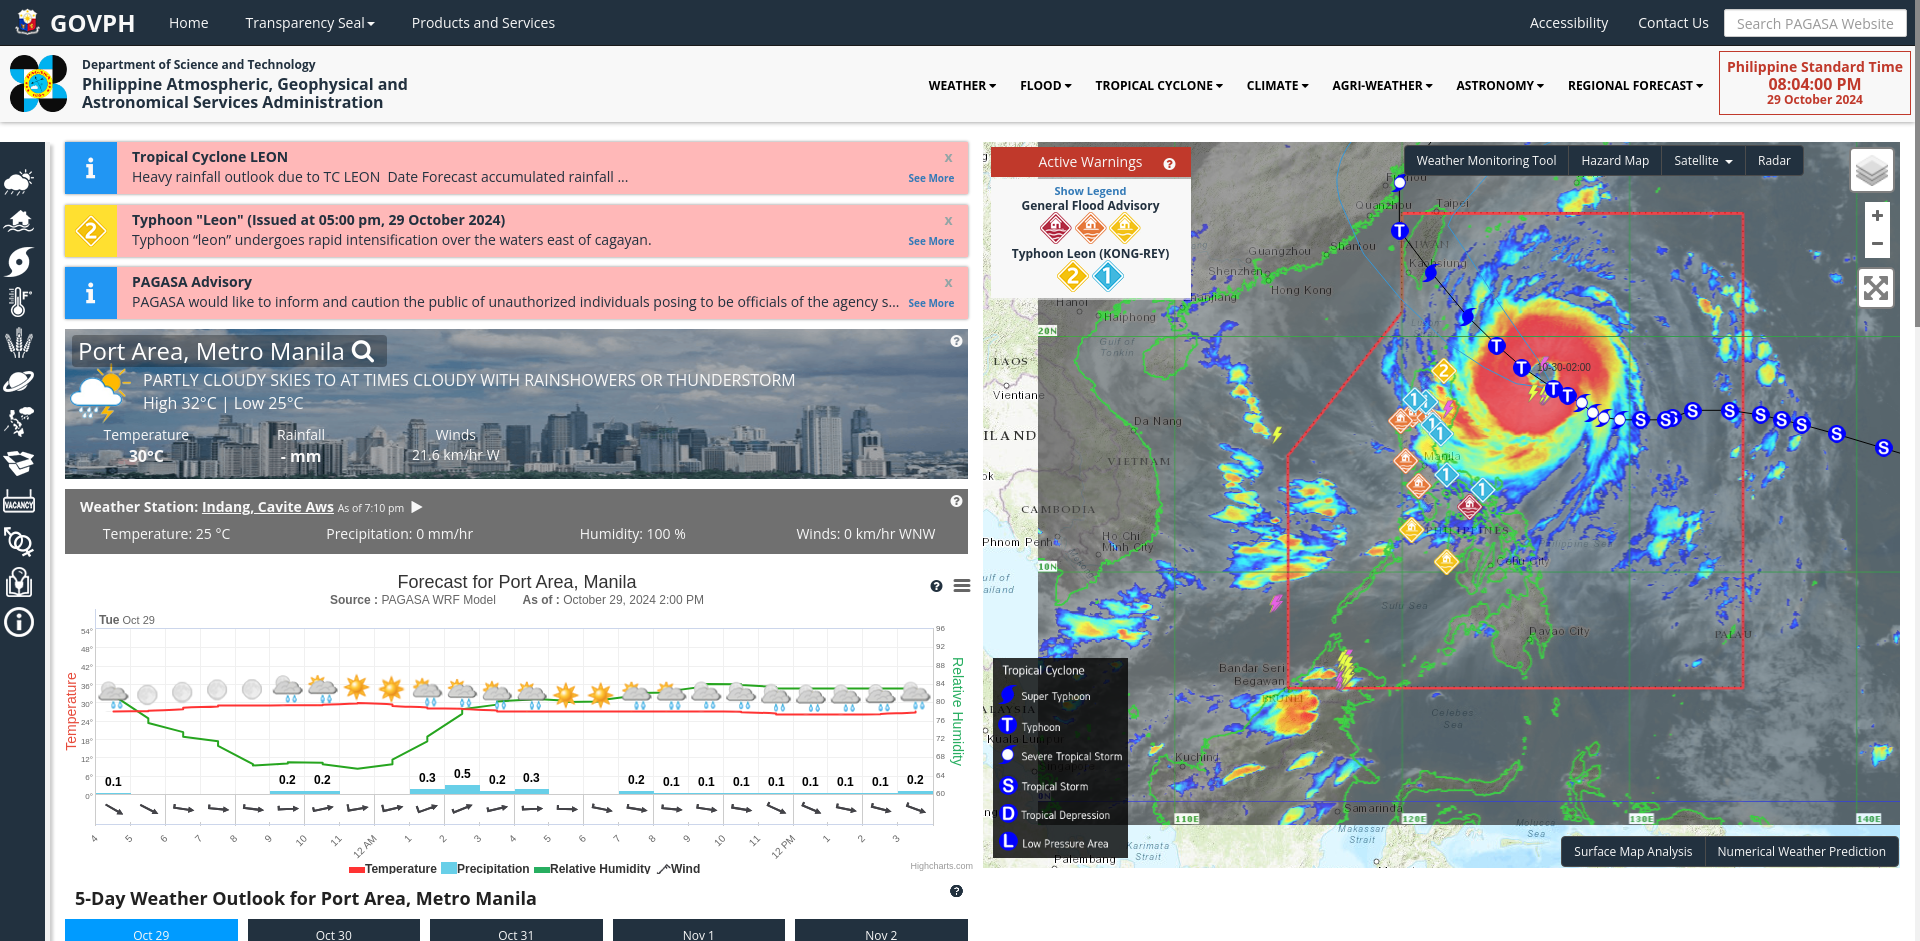 GOVPH
Home
Transparency Seal
Products and Services
Accessibility
Contact Us
Search PAGASA Website
Department of Science and Technology
Philippine Atmospheric, Geophysical and
Astronomical Services Administration
WEATHER
FLOOD
TROPICAL CYCLONE
CLIMATE
AGRI-WEATHER
ASTRONOMY
REGIONAL FORECAST
Philippine Standard Time
08:04:00 PM
29 October 2024
VACANCY
Tropical Cyclone LEON
x
Heavy rainfall outlook due to TC LEON Date Forecast accumulated rainfall ...
See More
2
Typhoon "Leon" (Issued at 05:00 pm, 29 October 2024)
x
Typhoon “leon” undergoes rapid intensification over the waters east of cagayan.
See More
PAGASA Advisory
x
PAGASA would like to inform and caution the public of unauthorized individuals posing to be officials of the agency s...
See More
Port Area, Metro Manila
PARTLY CLOUDY SKIES TO AT TIMES CLOUDY WITH RAINSHOWERS OR THUNDERSTORM
High 32°C | Low 25°C
Temperature Rainfall Winds
30°C - mm 21.6 km/hr W
Weather Station: Indang, Cavite Aws As of 7:10 pm
Temperature: 25 °C Precipitation: 0 mm/hr Humidity: 100 % Winds: 0 km/hr WNW
Forecast for Port Area, Manila
Source : PAGASA WRF Model As of : October 29, 2024 2:00 PM
Tue Oct 29
54°
48°
42°
36°
30°
24°
18°
12°
6°
0°
Temperature
96
92
88
84
80
76
72
68
64
60
Relative Humidity
0.1 0.2 0.2 0.3 0.5 0.2 0.3 0.2 0.1 0.1 0.1 0.1 0.1 0.1 0.1 0.2
4 5 6 7 8 9 10 11 12 AM 1 2 3 4 5 6 7 8 9 10 11 12 PM 1 2 3
Temperature Precipitation Relative Humidity Wind
Highcharts.com
5-Day Weather Outlook for Port Area, Metro Manila
Oct 29
Oct 30
Oct 31
Nov 1
Nov 2
Active Warnings
Show Legend
General Flood Advisory
Typhoon Leon (KONG-REY)
2 1
Weather Monitoring Tool
Hazard Map
Satellite
Radar
+
−
Quanzhou
Taipei
Guangzhou
Shantou
Shenzhen
Kaohsiung
Hong Kong
Zhanjiang
Hanoi
Haiphong
20N
Gulf of
Tonkin
LAOS
Vientiane
10-30-02:00
Da Nang
ILAND
VIETNAM
Manila
CAMBODIA
PHILIPPINES
Phnom Penh
Ho Chi
Minh City
Cebu City
10N
Sulu Sea
Davao City
PALAU
Bandar Seri
Begawan
BRUNEI
Celebes
Sea
Kuching
Samarinda
110E
120E
130E
140E
Makassar
Strait
Molucca
Sea
Karimata
Strait
Palembang
Tropical Cyclone
Super Typhoon
T Typhoon
Severe Tropical Storm
S Tropical Storm
D Tropical Depression
L Low Pressure Area
Surface Map Analysis
Numerical Weather Prediction